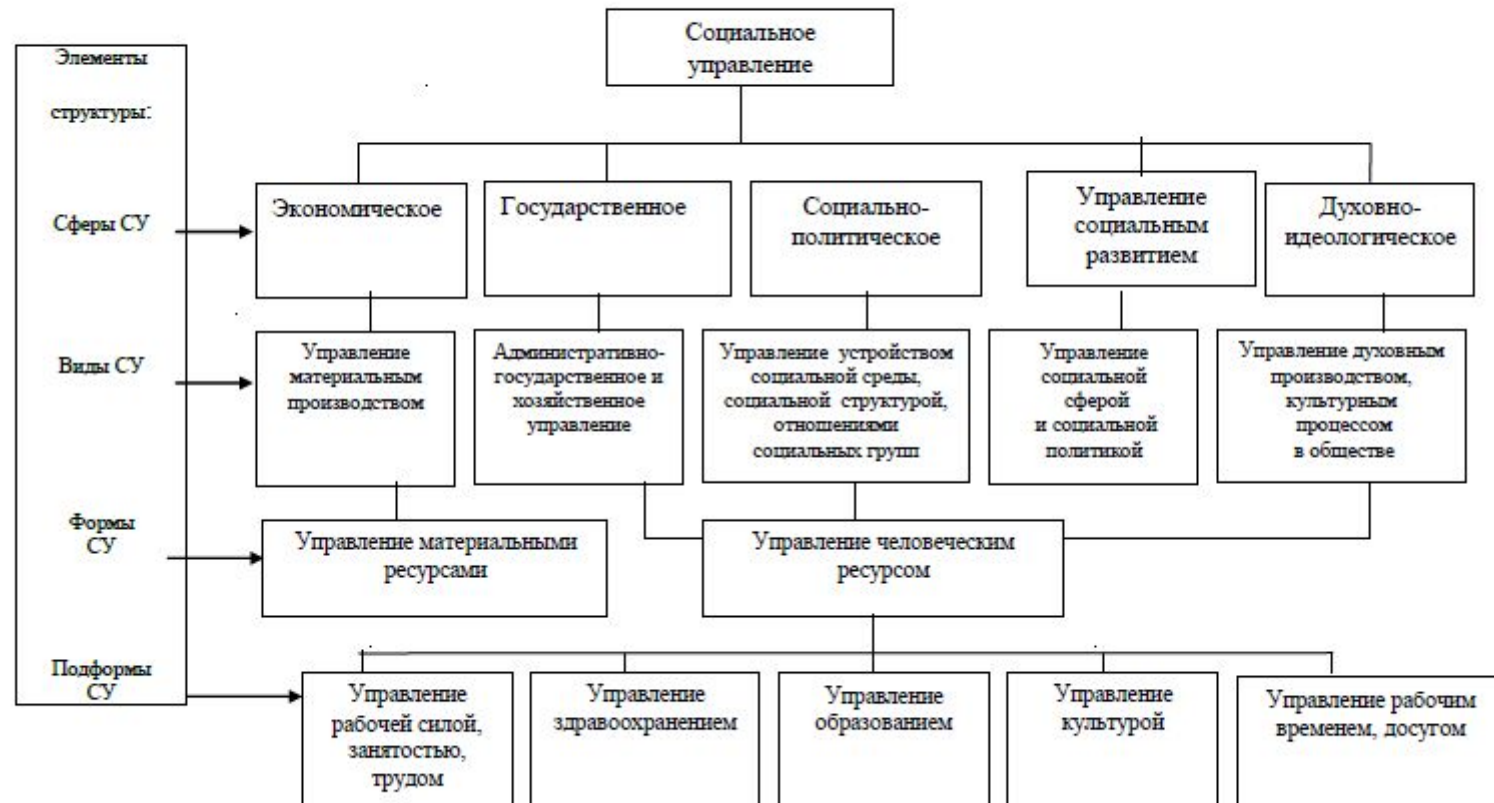 Социальное
управление
Элементы
структуры:
Сферы СУ
Экономическое
Государственное
Социально-
политическое
Управление
социальным
развитием
Духовно-
идеологическое
Виды СУ
Управление
материальным
производством
Административно-
государственное и
хозяйственное
управление
Управление устройством
социальной среды,
социальной структурой,
отношениями
социальных групп
Управление
социальной
сферой
и социальной
политикой
Управление духовным
производством,
культурным
процессом
в обществе
Формы
СУ
Управление материальными
ресурсами
Управление человеческим
ресурсом
Подформы
СУ
Управление
рабочей силой,
занятостью,
трудом
Управление
здравоохранением
Управление
образованием
Управление
культурой
Управление рабочим
временем, досугом